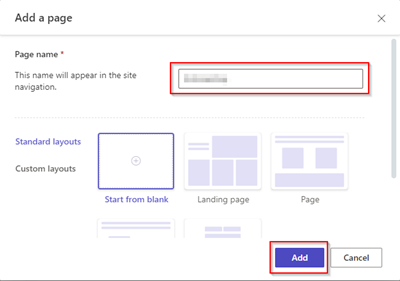 Add a page
Page name *
This name will appear in the site
navigation.
Standard layouts
Custom layouts
Start from blank
Landing page
Page
Add
Cancel